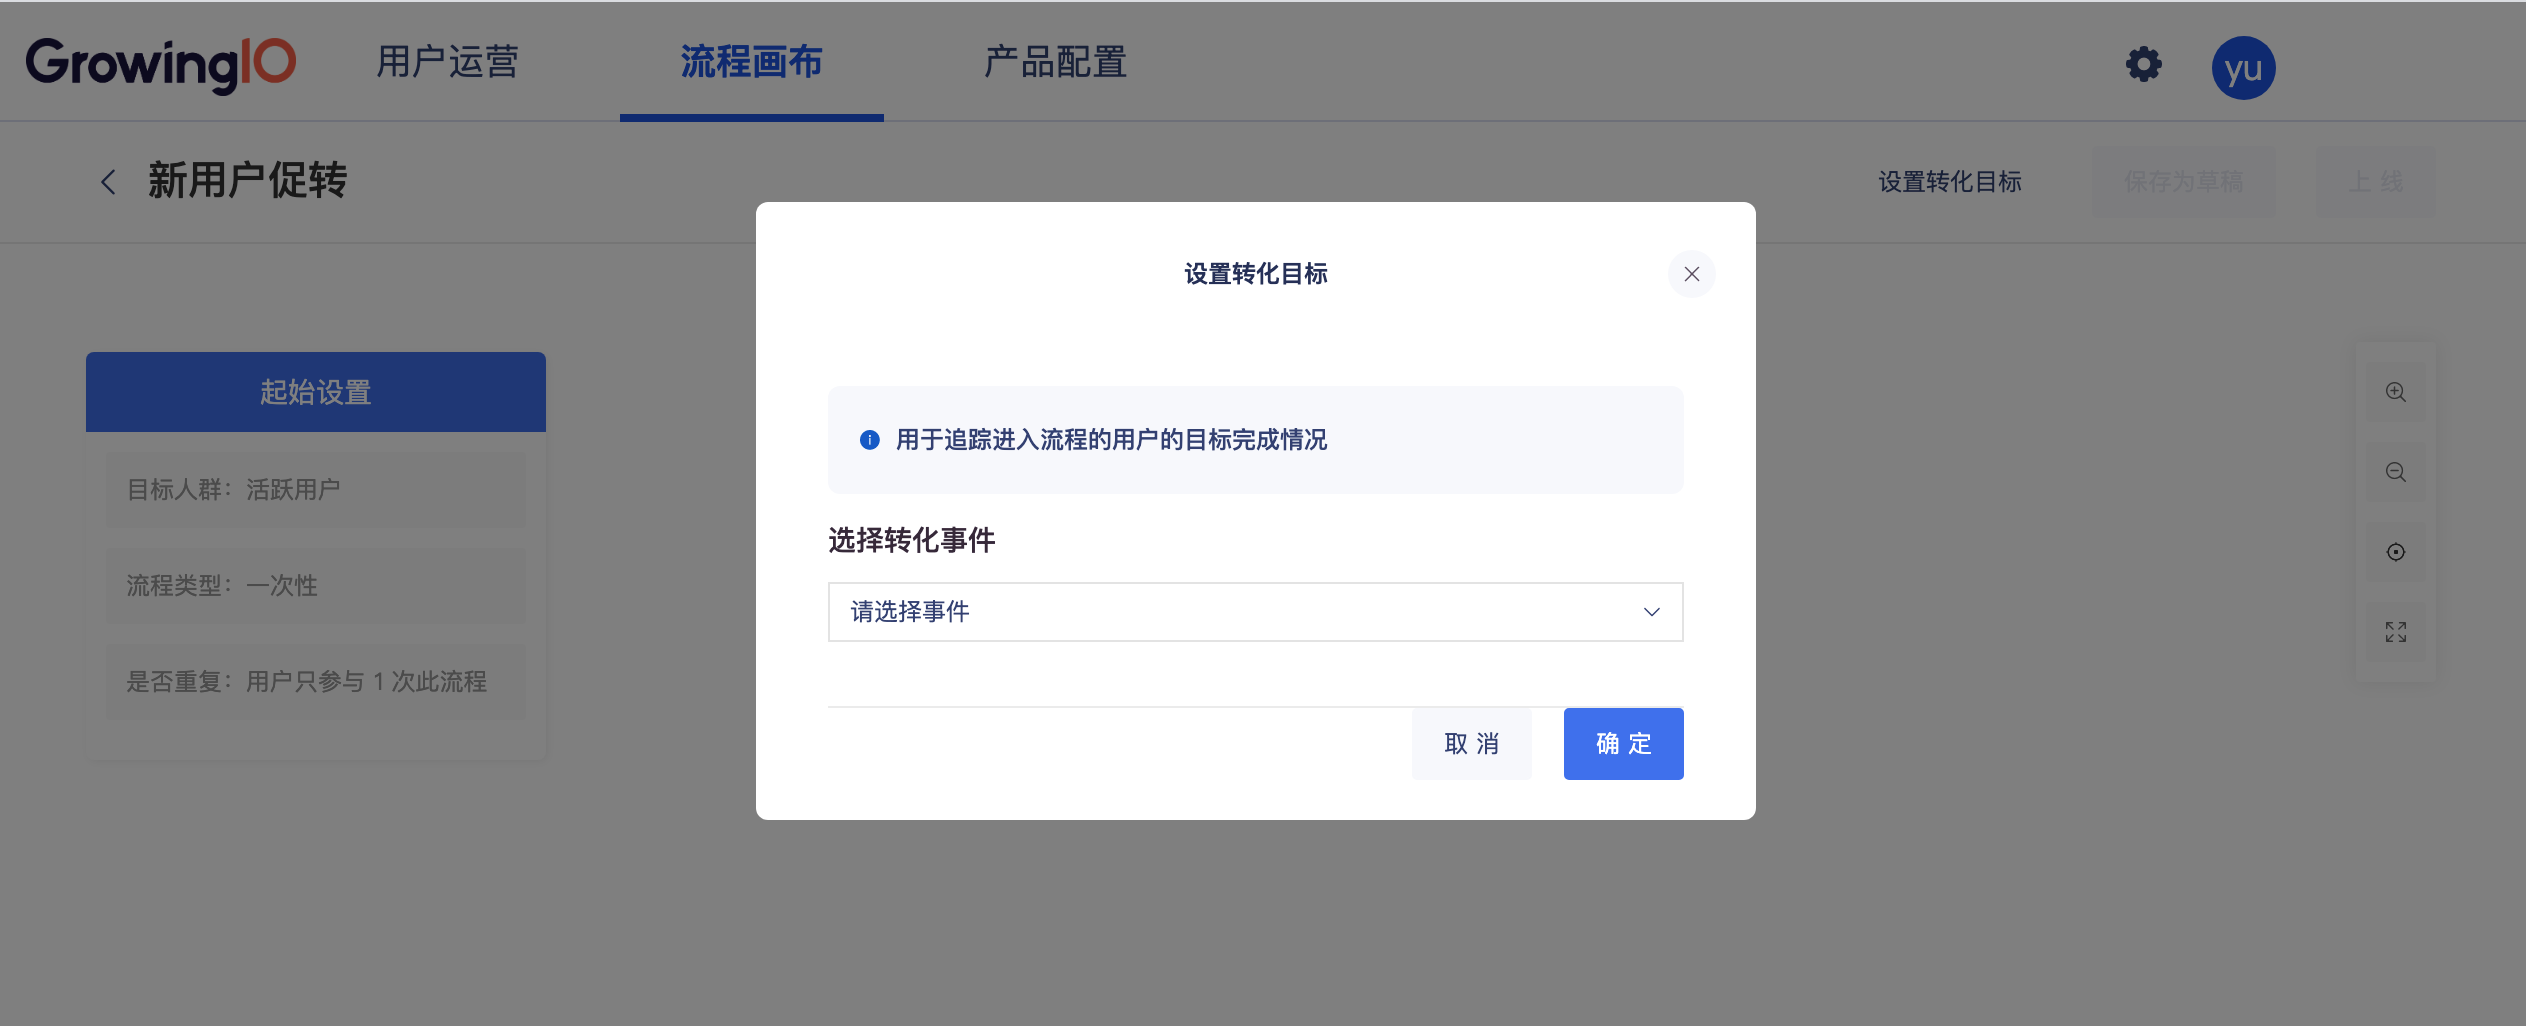 GrowingIO 用户运营 流程画布 产品配置 yu
新用户促转 设置转化目标 保存为草稿 上 线
设置转化目标
起始设置
用于追踪进入流程的用户的目标完成情况
目标人群：活跃用户
选择转化事件
流程类型：一次性
请选择事件
是否重复：用户只参与 1 次此流程
取 消 确 定